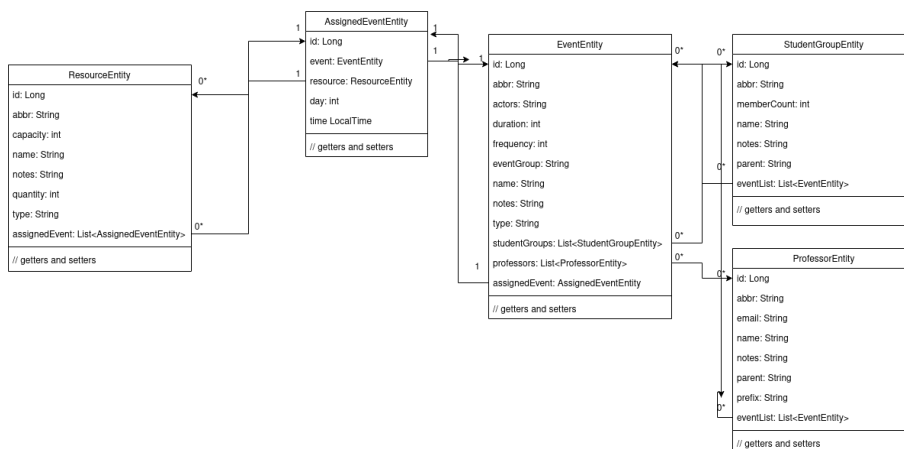 AssignedEventEntity
id: Long
event: EventEntity
resource: ResourceEntity
day: int
time LocalTime
// getters and setters
ResourceEntity
id: Long
abbr: String
capacity: int
name: String
notes: String
quantity: int
type: String
assignedEvent: List<AssignedEventEntity>
// getters and setters
EventEntity
id: Long
abbr: String
actors: String
duration: int
frequency: int
eventGroup: String
name: String
notes: String
type: String
studentGroups: List<StudentGroupEntity>
professors: List<ProfessorEntity>
assignedEvent: AssignedEventEntity
// getters and setters
StudentGroupEntity
id: Long
abbr: String
memberCount: int
name: String
notes: String
parent: String
eventList: List<EventEntity>
// getters and setters
ProfessorEntity
id: Long
abbr: String
email: String
name: String
notes: String
parent: String
prefix: String
eventList: List<EventEntity>
// getters and setters
1
1
0*
0*
1
1
1
1
0*
0*
0*
0*
0*
0*
0*